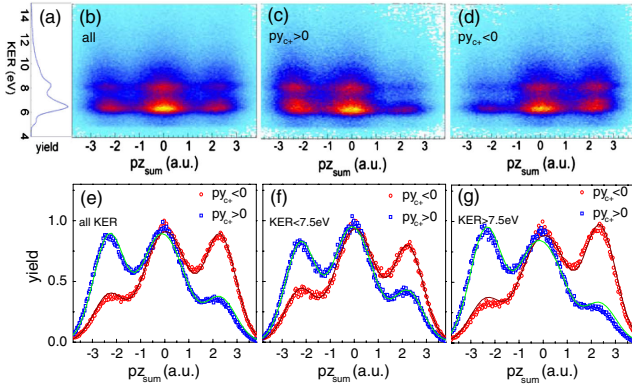 (a)
(b)
(c)
(d)
all
py_c+>0
py_c+<0
KER (eV)
14
12
10
8
6
4
yield
-3 -2 -1 0 1 2 3
-3 -2 -1 0 1 2 3
-3 -2 -1 0 1 2 3
pz_sum (a.u.)
pz_sum (a.u.)
pz_sum (a.u.)
(e)
py_c+<0
py_c+>0
all KER
(f)
py_c+<0
py_c+>0
KER<7.5eV
(g)
py_c+<0
py_c+>0
KER>7.5eV
yield
1.0
0.5
0.0
-3 -2 -1 0 1 2 3
-3 -2 -1 0 1 2 3
-3 -2 -1 0 1 2 3
pz_sum (a.u.)
pz_sum (a.u.)
pz_sum (a.u.)